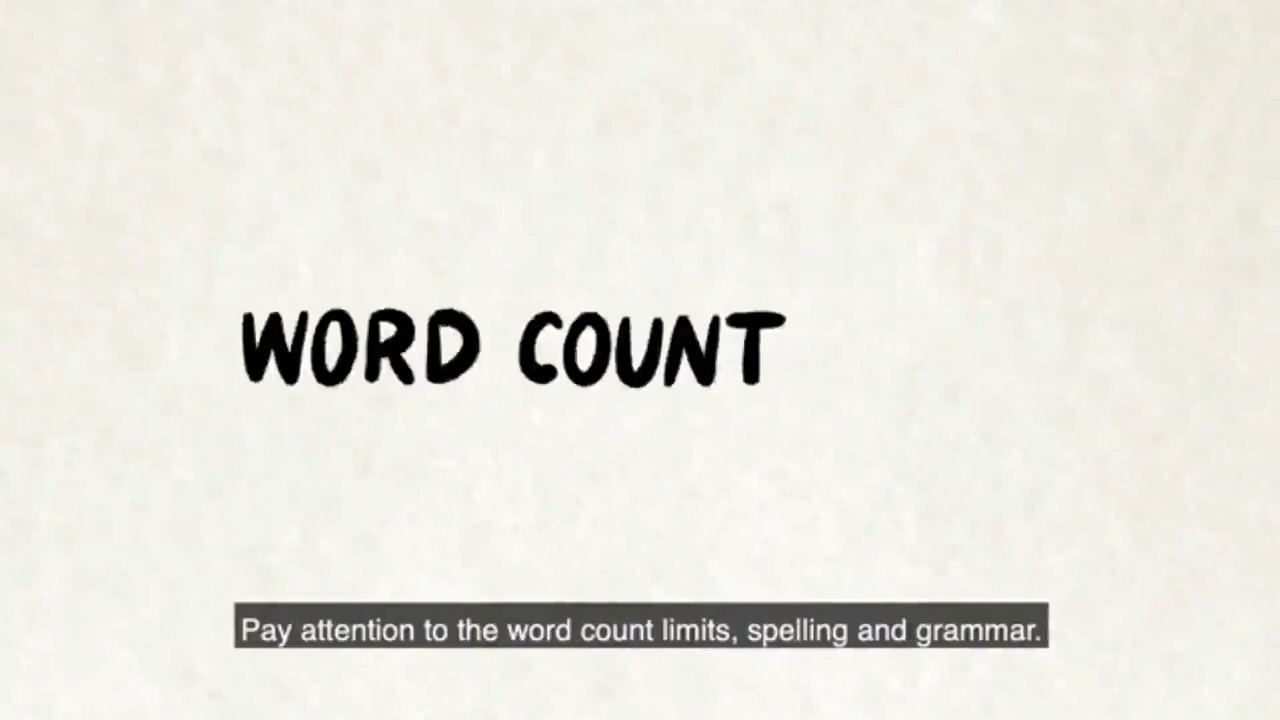 WORD COUNT
Pay attention to the word count limits, spelling and grammar.